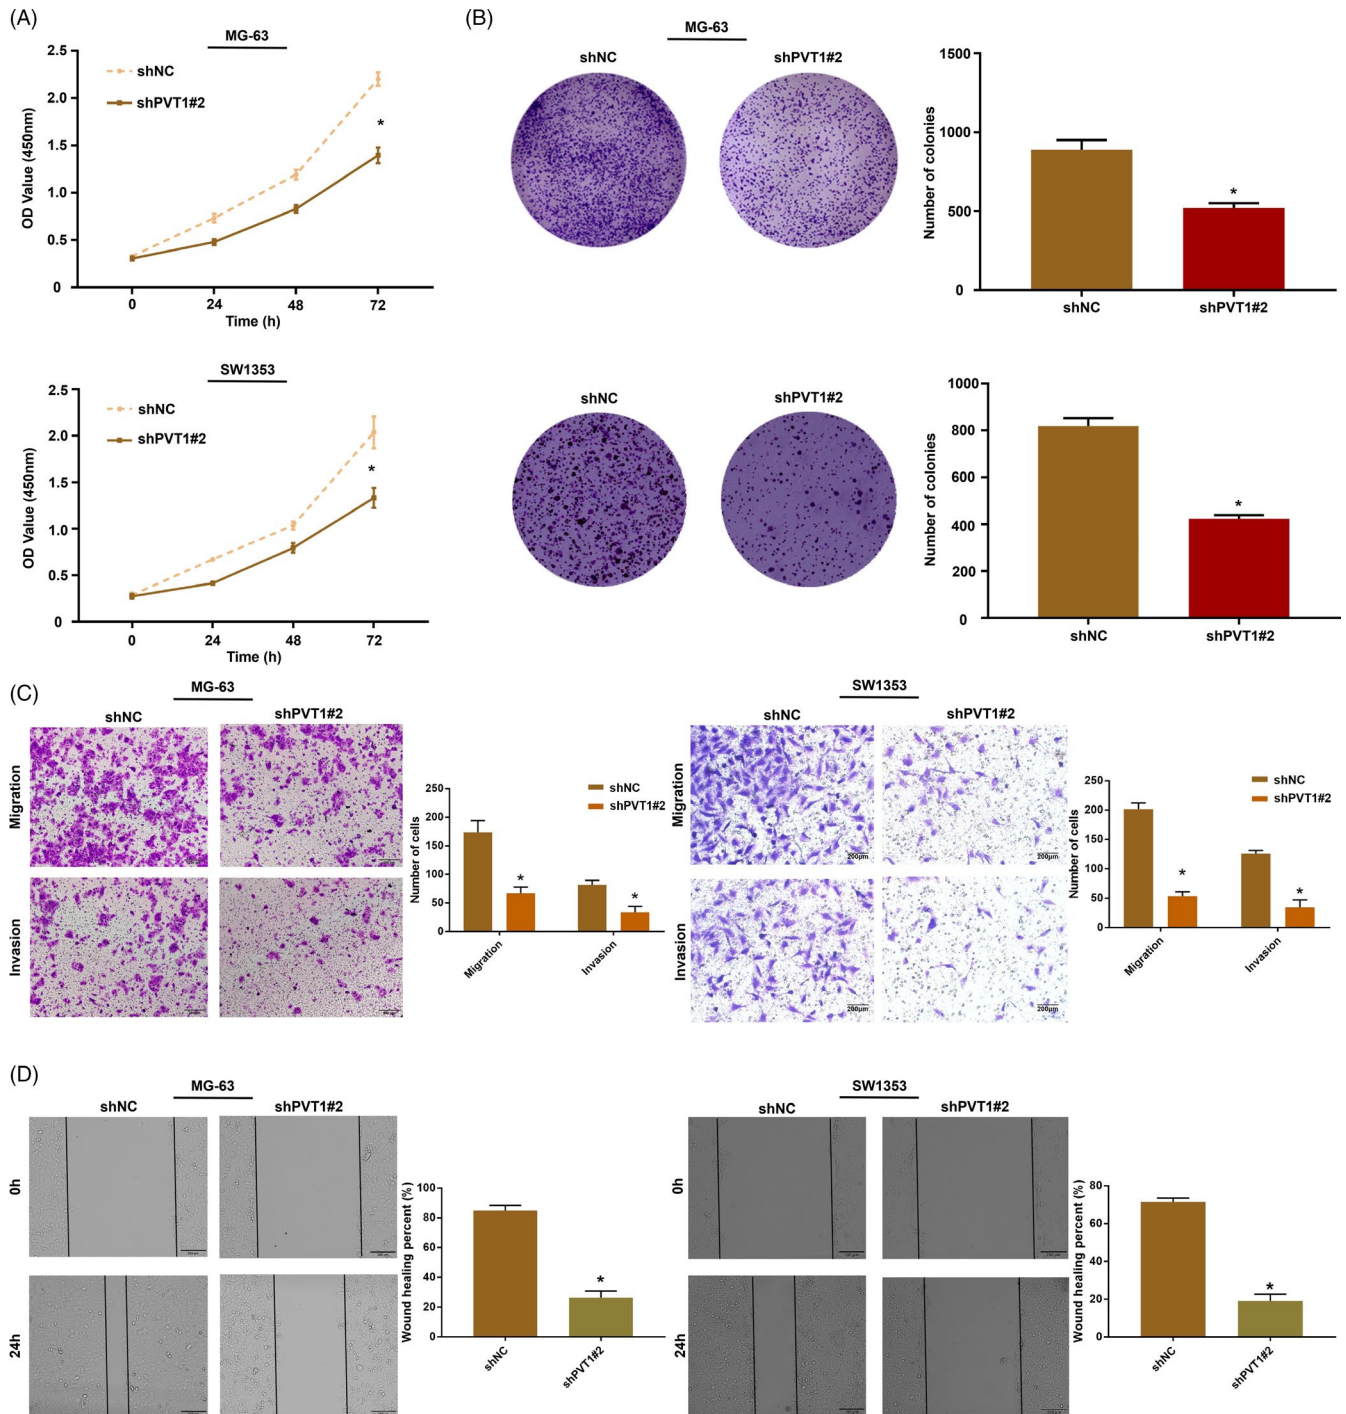 (A)
MG-63
2.5
2.0
1.5
1.0
0.5
0
OD Value (450nm)
shNC
shPVT1#2
*
0 24 48 72
Time (h)
SW1353
2.5
2.0
1.5
1.0
0.5
0
OD Value (450nm)
shNC
shPVT1#2
*
0 24 48 72
Time (h)
(B)
MG-63
shNC shPVT1#2
1500
1000
500
0
Number of colonies
*
shNC shPVT1#2
shNC shPVT1#2
1000
800
600
400
200
0
Number of colonies
*
shNC shPVT1#2
(C)
MG-63
shNC shPVT1#2
Migration
Invasion
250
200
150
100
50
0
Number of cells
shNC
shPVT1#2
* *
Migration Invasion
SW1353
shNC shPVT1#2
Migration
200μm 200μm
Invasion
200μm 200μm
250
200
150
100
50
0
Number of cells
shNC
shPVT1#2
* *
Migration Invasion
(D)
MG-63
shNC shPVT1#2
0h
24h
100
80
60
40
20
0
Wound healing percent (%)
*
shNC shPVT1#2
SW1353
shNC shPVT1#2
0h
24h
80
60
40
20
0
Wound healing percent (%)
*
shNC shPVT1#2